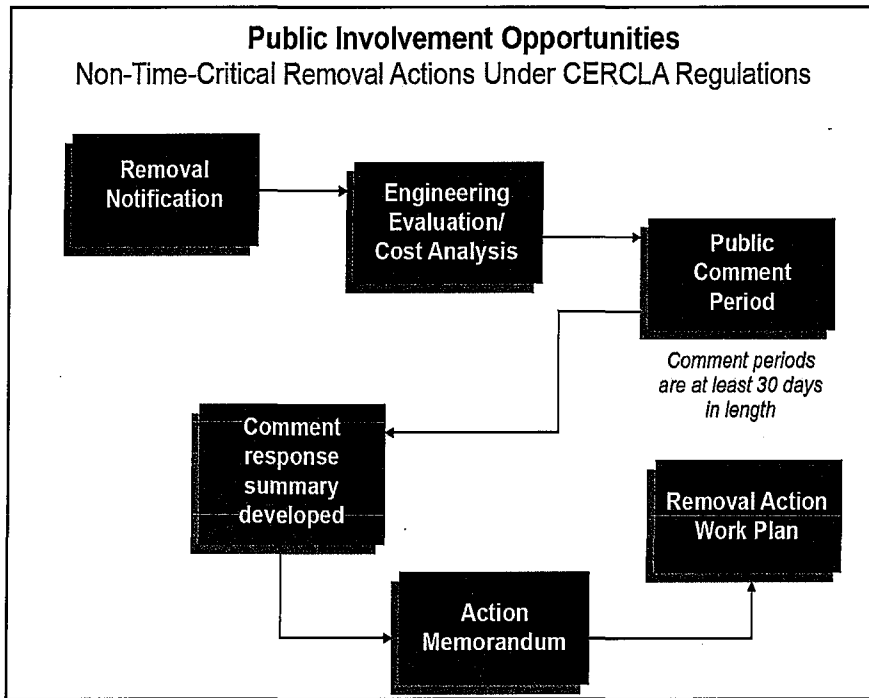 Public Involvement Opportunities
Non-Time-Critical Removal Actions Under CERCLA Regulations
Removal
Notification
Engineering
Evaluation/
Cost Analysis
Public
Comment
Period
Comment periods
are at least 30 days
in length
Comment
response
summary
developed
Removal Action
Work Plan
Action
Memorandum